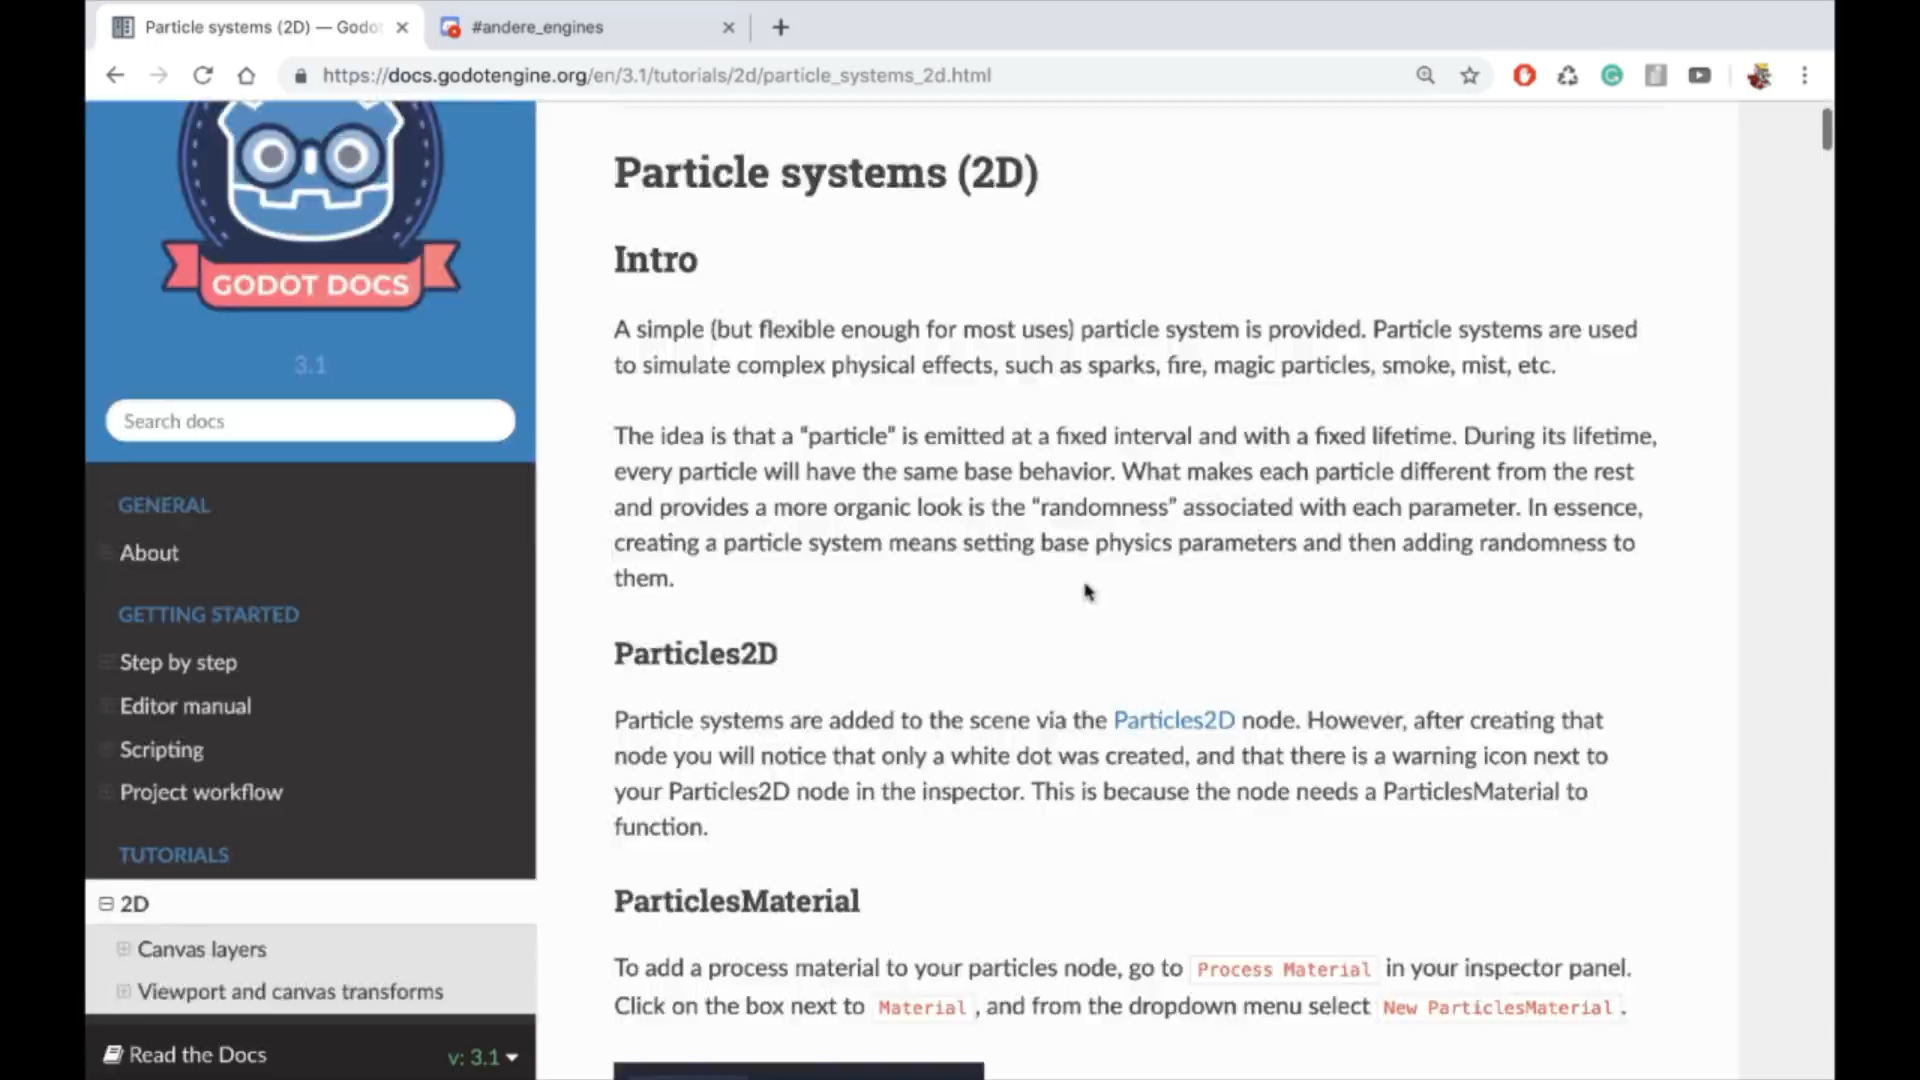 Particle systems (2D) — Godot
#andere_engines
https://docs.godotengine.org/en/3.1/tutorials/2d/particle_systems_2d.html
GODOT DOCS
3.1
Search docs
GENERAL
About
GETTING STARTED
Step by step
Editor manual
Scripting
Project workflow
TUTORIALS
2D
Canvas layers
Viewport and canvas transforms
Read the Docs
v: 3.1
Particle systems (2D)
Intro
A simple (but flexible enough for most uses) particle system is provided. Particle systems are used
to simulate complex physical effects, such as sparks, fire, magic particles, smoke, mist, etc.
The idea is that a “particle” is emitted at a fixed interval and with a fixed lifetime. During its lifetime,
every particle will have the same base behavior. What makes each particle different from the rest
and provides a more organic look is the “randomness” associated with each parameter. In essence,
creating a particle system means setting base physics parameters and then adding randomness to
them.
Particles2D
Particle systems are added to the scene via the Particles2D node. However, after creating that
node you will notice that only a white dot was created, and that there is a warning icon next to
your Particles2D node in the inspector. This is because the node needs a ParticlesMaterial to
function.
ParticlesMaterial
To add a process material to your particles node, go to Process Material in your inspector panel.
Click on the box next to Material , and from the dropdown menu select New ParticlesMaterial .